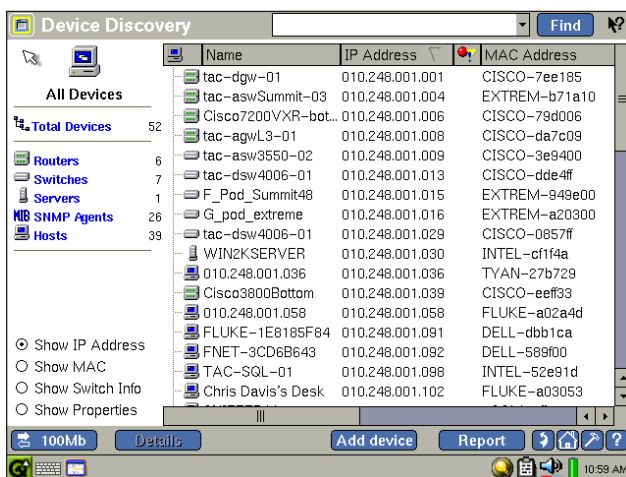 Device Discovery
Find
Name IP Address MAC Address
All Devices
Total Devices 52
Routers 6
Switches 7
Servers 1
MIB SNMP Agents 26
Hosts 39
Show IP Address
Show MAC
Show Switch Info
Show Properties
tac-dgw-01 010.248.001.001 CISCO-7ee185
tac-aswSummit-03 010.248.001.004 EXTREM-b71a10
Cisco7200VXR-bot... 010.248.001.006 CISCO-79d006
tac-agwL3-01 010.248.001.008 CISCO-da7c09
tac-asw3550-02 010.248.001.009 CISCO-3e9400
tac-dsw4006-01 010.248.001.013 CISCO-dde4ff
F_Pod_Summit48 010.248.001.015 EXTREM-949e00
G_pod_extreme 010.248.001.016 EXTREM-a20300
tac-dsw4006-01 010.248.001.029 CISCO-0857ff
WIN2KSERVER 010.248.001.030 INTEL-cf1f4a
010.248.001.036 010.248.001.036 TYAN-27b729
Cisco3800Bottom 010.248.001.039 CISCO-eeff33
010.248.001.058 010.248.001.058 FLUKE-a02a4d
FLUKE-1E8185F84 010.248.001.091 DELL-dbb1ca
FNET-3CD6B643 010.248.001.092 DELL-589f00
TAC-SQL-01 010.248.001.098 INTEL-52e91d
Chris Davis's Desk 010.248.001.102 FLUKE-a03053
100Mb Details Add device Report
10:59 AM